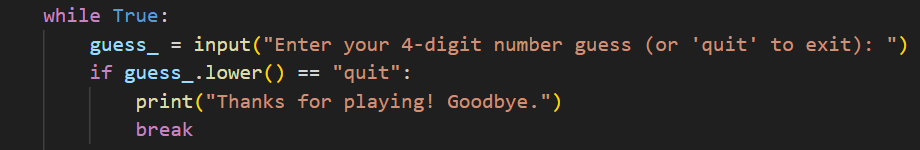 while True:
guess_ = input("Enter your 4-digit number guess (or 'quit' to exit): ")
if guess_.lower() == "quit":
print("Thanks for playing! Goodbye.")
break